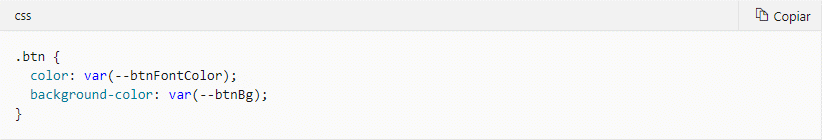 css
Copiar
.btn {
  color: var(--btnFontColor);
  background-color: var(--btnBg);
}